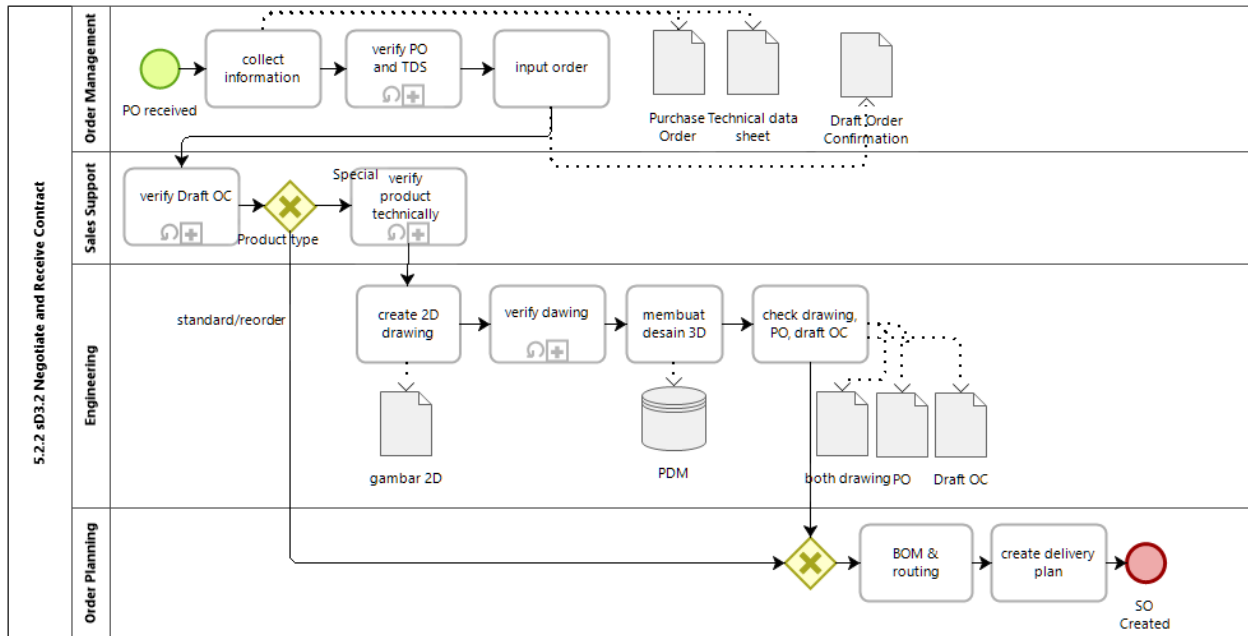 5.2.2 sD3.2 Negotiate and Receive Contract
Order Management
PO received
collect
information
verify PO
and TDS
input order
Purchase
Order
Technical data
sheet
Draft Order
Confirmation
Sales Support
verify Draft OC
Product type
Special
verify
product
technically
standard/reorder
Engineering
create 2D
drawing
verify dawing
membuat
desain 3D
check drawing,
PO, draft OC
gambar 2D
PDM
both drawing
PO
Draft OC
Order Planning
BOM &
routing
create delivery
plan
SO
Created